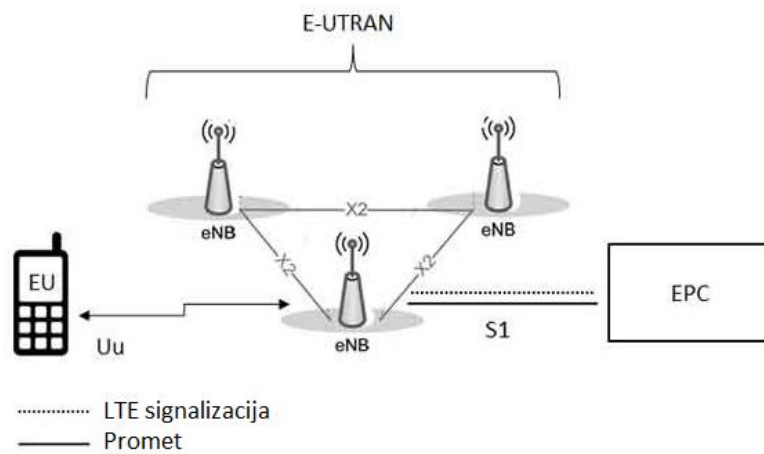 E-UTRAN
X2
eNB
eNB
X2
X2
EU
EPC
Uu
eNB
S1
LTE signalizacija
Promet